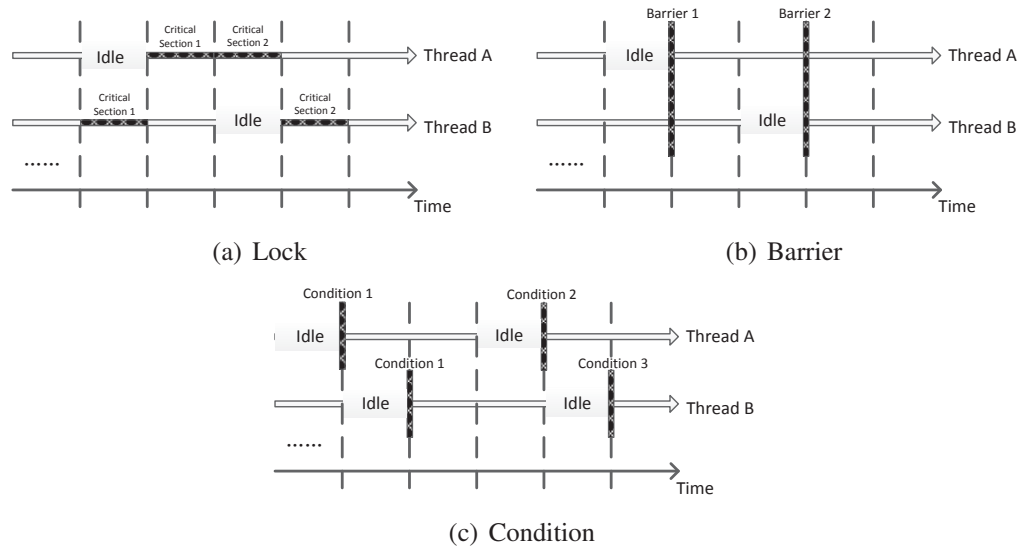 Critical
Section 1
Critical
Section 2
Idle
Thread A
Critical
Section 1
Idle
Critical
Section 2
Thread B
......
Time
(a) Lock
Barrier 1
Barrier 2
Idle
Thread A
Idle
Thread B
......
Time
(b) Barrier
Condition 1
Condition 2
Idle
Idle
Thread A
Condition 1
Condition 3
Idle
Idle
Thread B
......
Time
(c) Condition